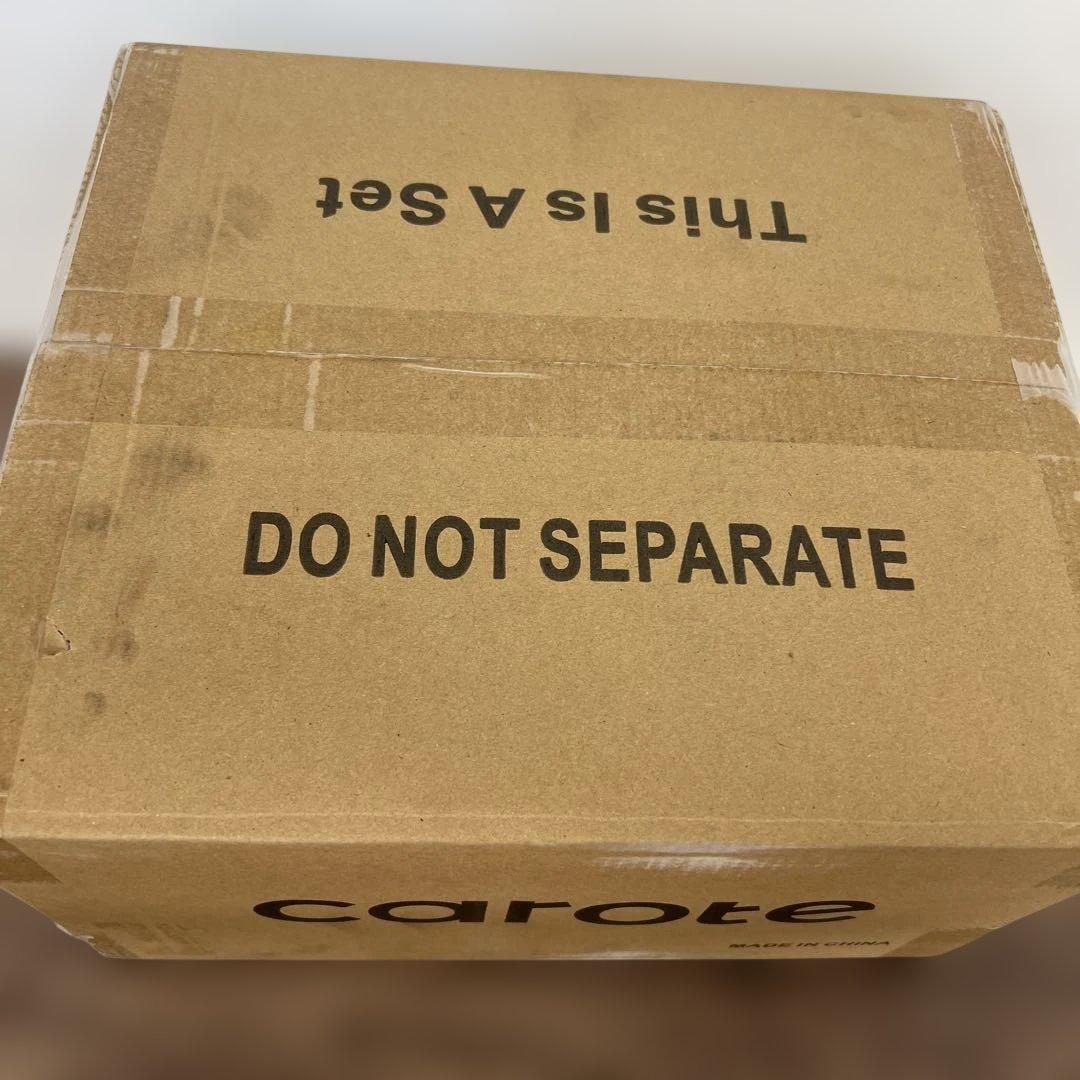 This Is A Set
DO NOT SEPARATE
carote
MADE IN CHINA